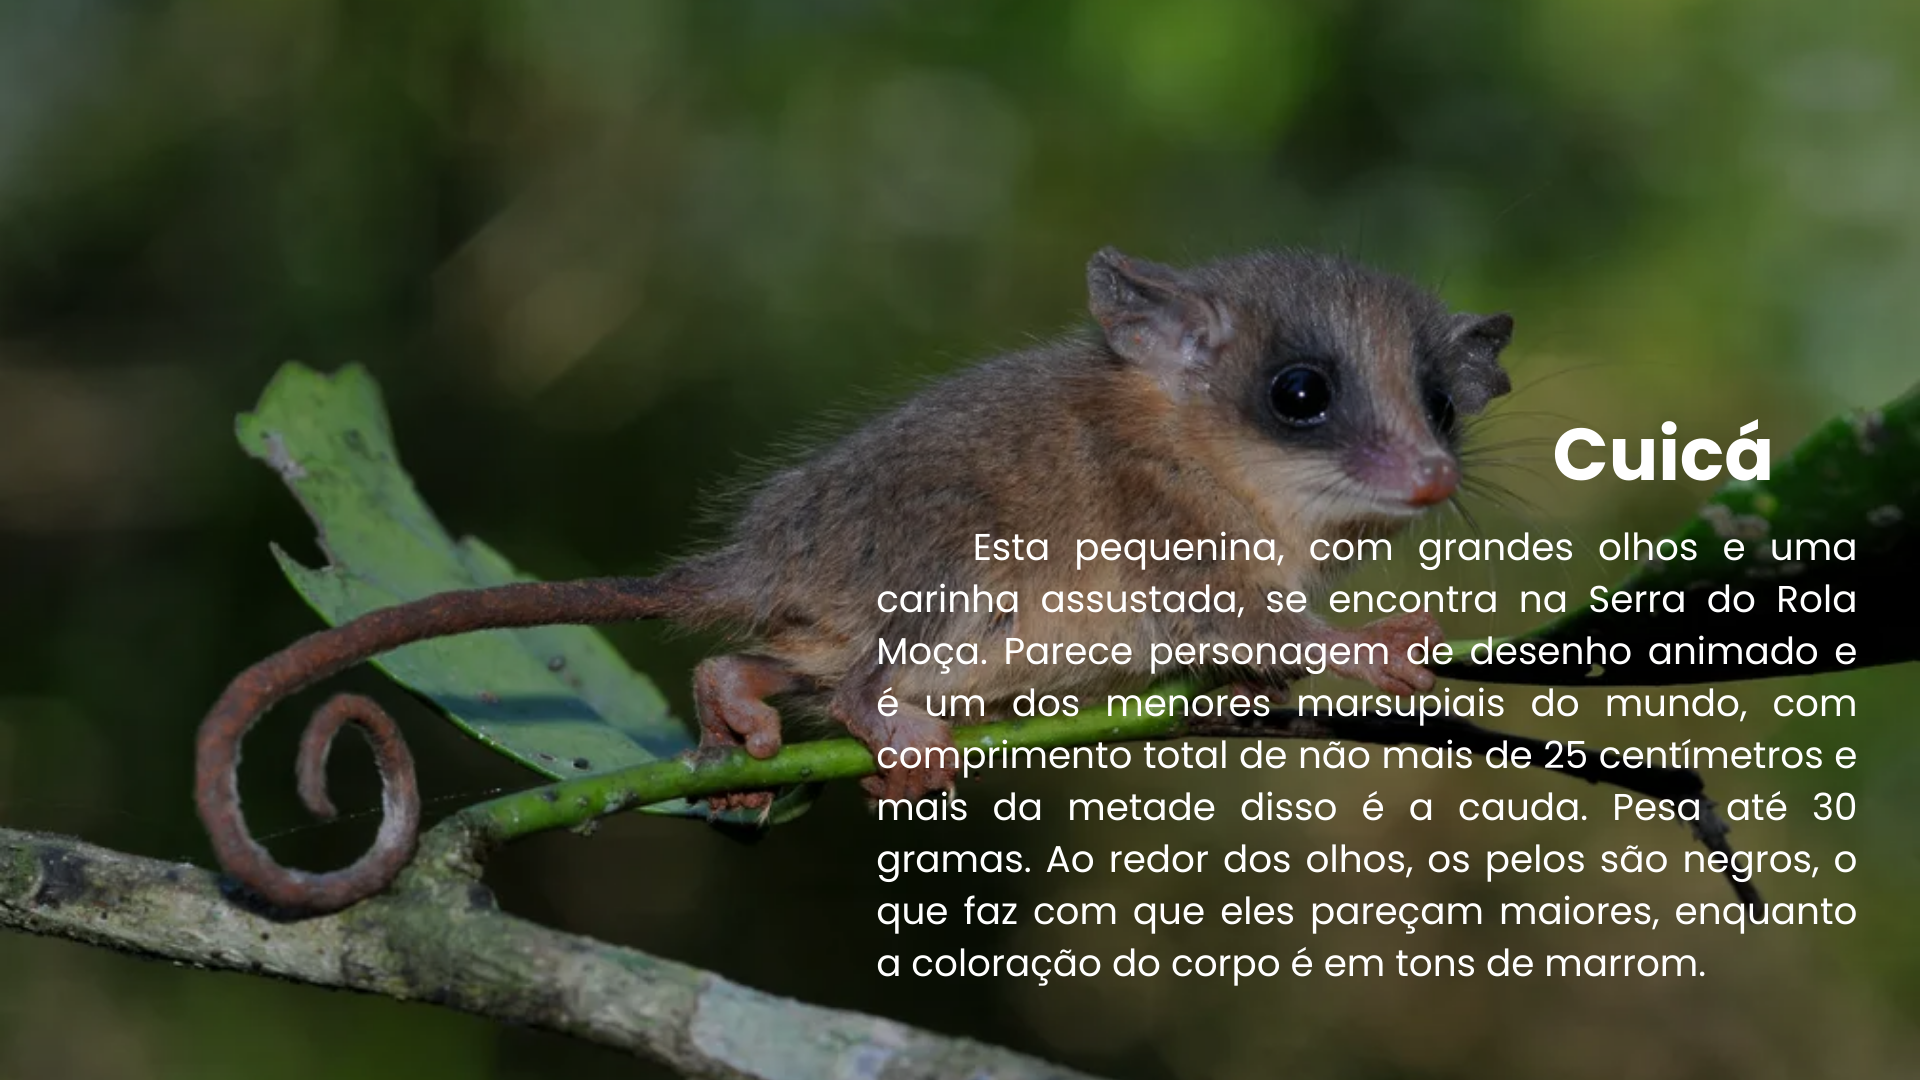 Cuicá
Esta pequenina, com grandes olhos e uma
carinha assustada, se encontra na Serra do Rola
Moça. Parece personagem de desenho animado e
é um dos menores marsupiais do mundo, com
comprimento total de não mais de 25 centímetros e
mais da metade disso é a cauda. Pesa até 30
gramas. Ao redor dos olhos, os pelos são negros, o
que faz com que eles pareçam maiores, enquanto
a coloração do corpo é em tons de marrom.